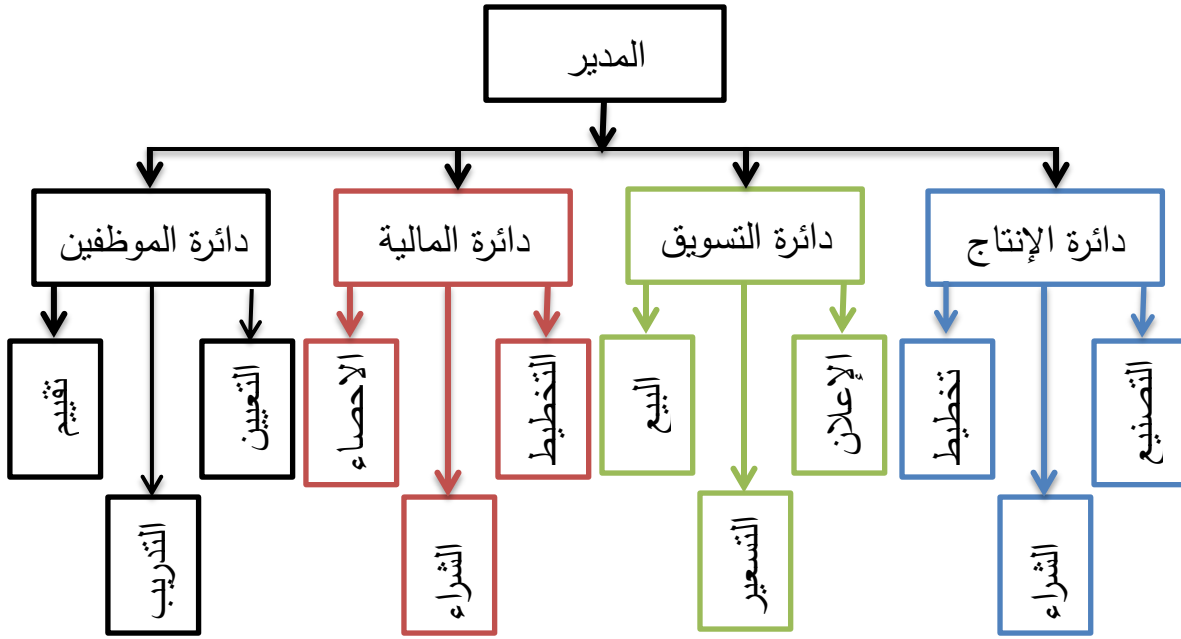 المدير
دائرة الإنتاج
دائرة التسويق
دائرة المالية
دائرة الموظفين
التصنيع
تخطيط
الإعلان
البيع
التخطيط
الاحصاء
التعيين
تقييم
الشراء
التسعير
الشراء
التدريب